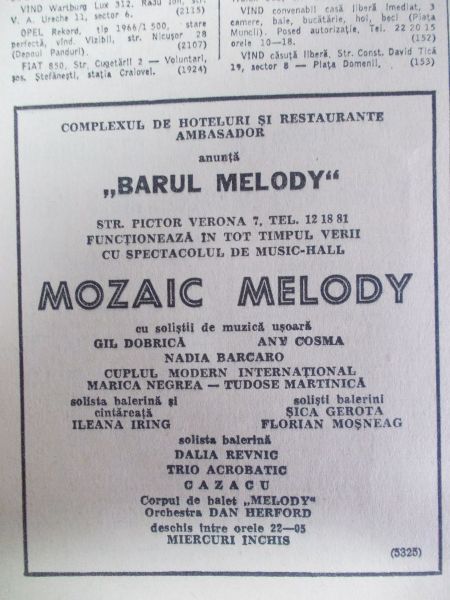 VIND Wartburg Lux 312. Radu Ion, str.
V. A. Ureche 11, sector 6. (2115)
OPEL Rekord, tip 1966/1 500, stare
perfectă, vînd. Vizibil, str. Nicușor 28
(Depoul Panduri). (2107)
FIAT 850, Str. Cugetării 2 — Voluntari,
șos. Ștefănești, stația Craiovei. (1924)
VIND convenabil casă liberă imediat, 3
camere, baie, bucătărie, hol, beci (Piața
Muncii). Posed autorizație. Tel. 22 20 15
orele 10—18. (152)
VIND căsuță liberă, Str. Const. David Tică
19, sector 8 — Piața Domenii. (153)
COMPLEXUL DE HOTELURI ȘI RESTAURANTE
AMBASADOR
anunță
„BARUL MELODY“
STR. PICTOR VERONA 7, TEL. 12 18 81
FUNCȚIONEAZĂ ÎN TOT TIMPUL VERII
CU SPECTACOLUL DE MUSIC-HALL
MOZAIC MELODY
cu soliștii de muzică ușoară
GIL DOBRICĂ ANY COSMA
NADIA BARCARO
CUPLUL MODERN INTERNAȚIONAL
MARICA NEGREA — TUDOSE MARTINICĂ
solista balerină și
cîntăreață
ILEANA IRING
soliști balerini
ȘICA GEROTA
FLORIAN MOȘNEAG
solista balerină
DALIA REVNIC
TRIO ACROBATIC
CAZACU
Corpul de balet „MELODY“
Orchestra DAN HERFORD
deschis între orele 22—05
MIERCURI ÎNCHIS
(5325)